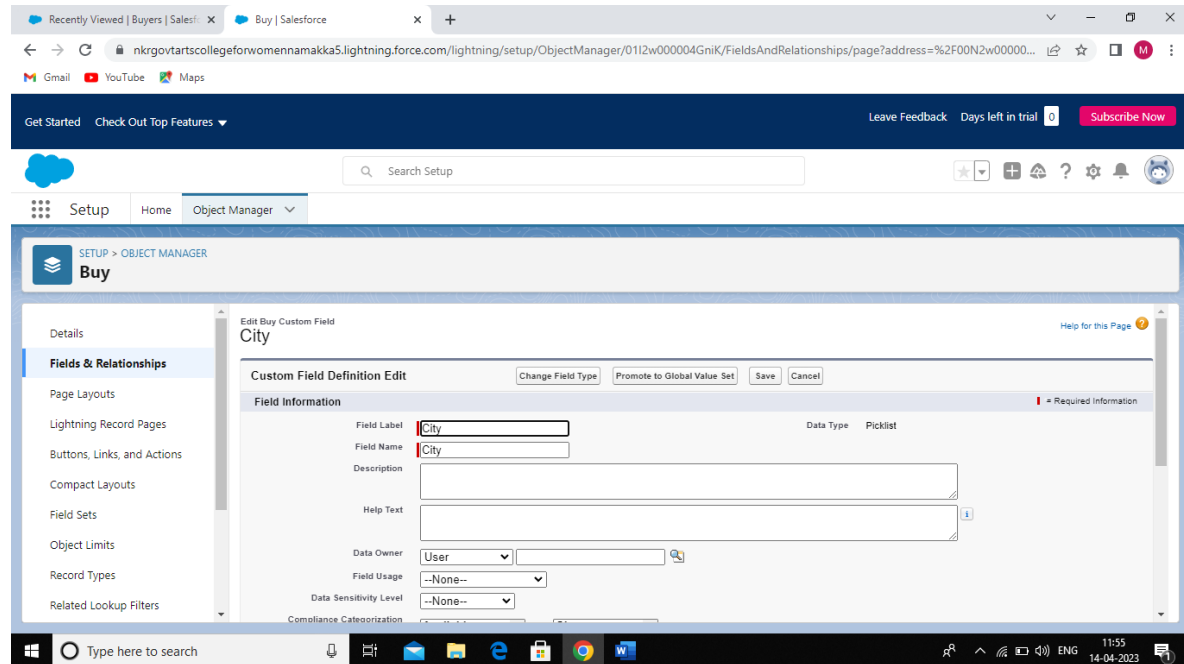 Recently Viewed | Buyers | Salesf
Buy | Salesforce
nkrgovtartscollegeforwomennamakka5.lightning.force.com/lightning/setup/ObjectManager/01I2w000004GniK/FieldsAndRelationships/page?address=%2F00N2w00000...
M
Gmail YouTube Maps
Get Started Check Out Top Features Leave Feedback Days left in trial 0 Subscribe Now
Search Setup
Setup Home Object Manager
SETUP > OBJECT MANAGER
Buy
Details
Fields & Relationships
Page Layouts
Lightning Record Pages
Buttons, Links, and Actions
Compact Layouts
Field Sets
Object Limits
Record Types
Related Lookup Filters
Edit Buy Custom Field
City
Help for this Page ?
Custom Field Definition Edit Change Field Type Promote to Global Value Set Save Cancel
Field Information = Required Information
Field Label City Data Type Picklist
Field Name City
Description
Help Text i
Data Owner User
Field Usage --None--
Data Sensitivity Level --None--
Compliance Categorization
Type here to search
W
ENG
11:55
14-04-2023
1